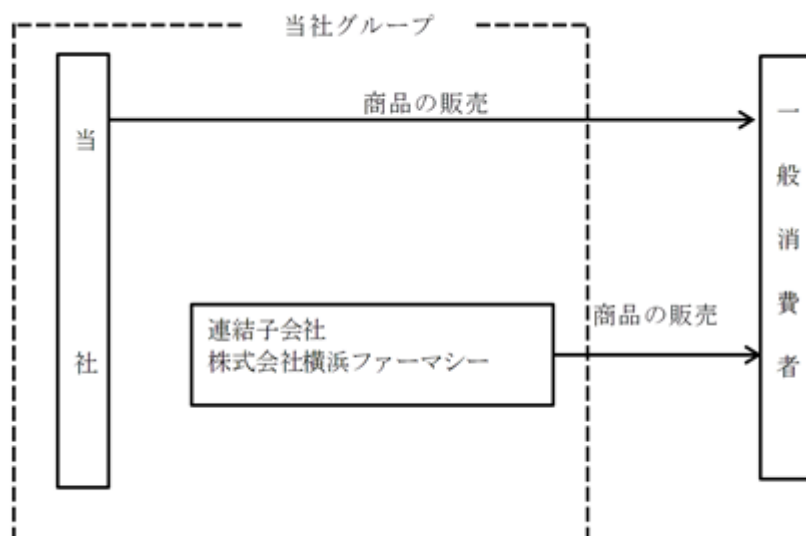 当社グループ
商品の販売
当社
一般消費者
商品の販売
連結子会社
株式会社横浜ファーマシー